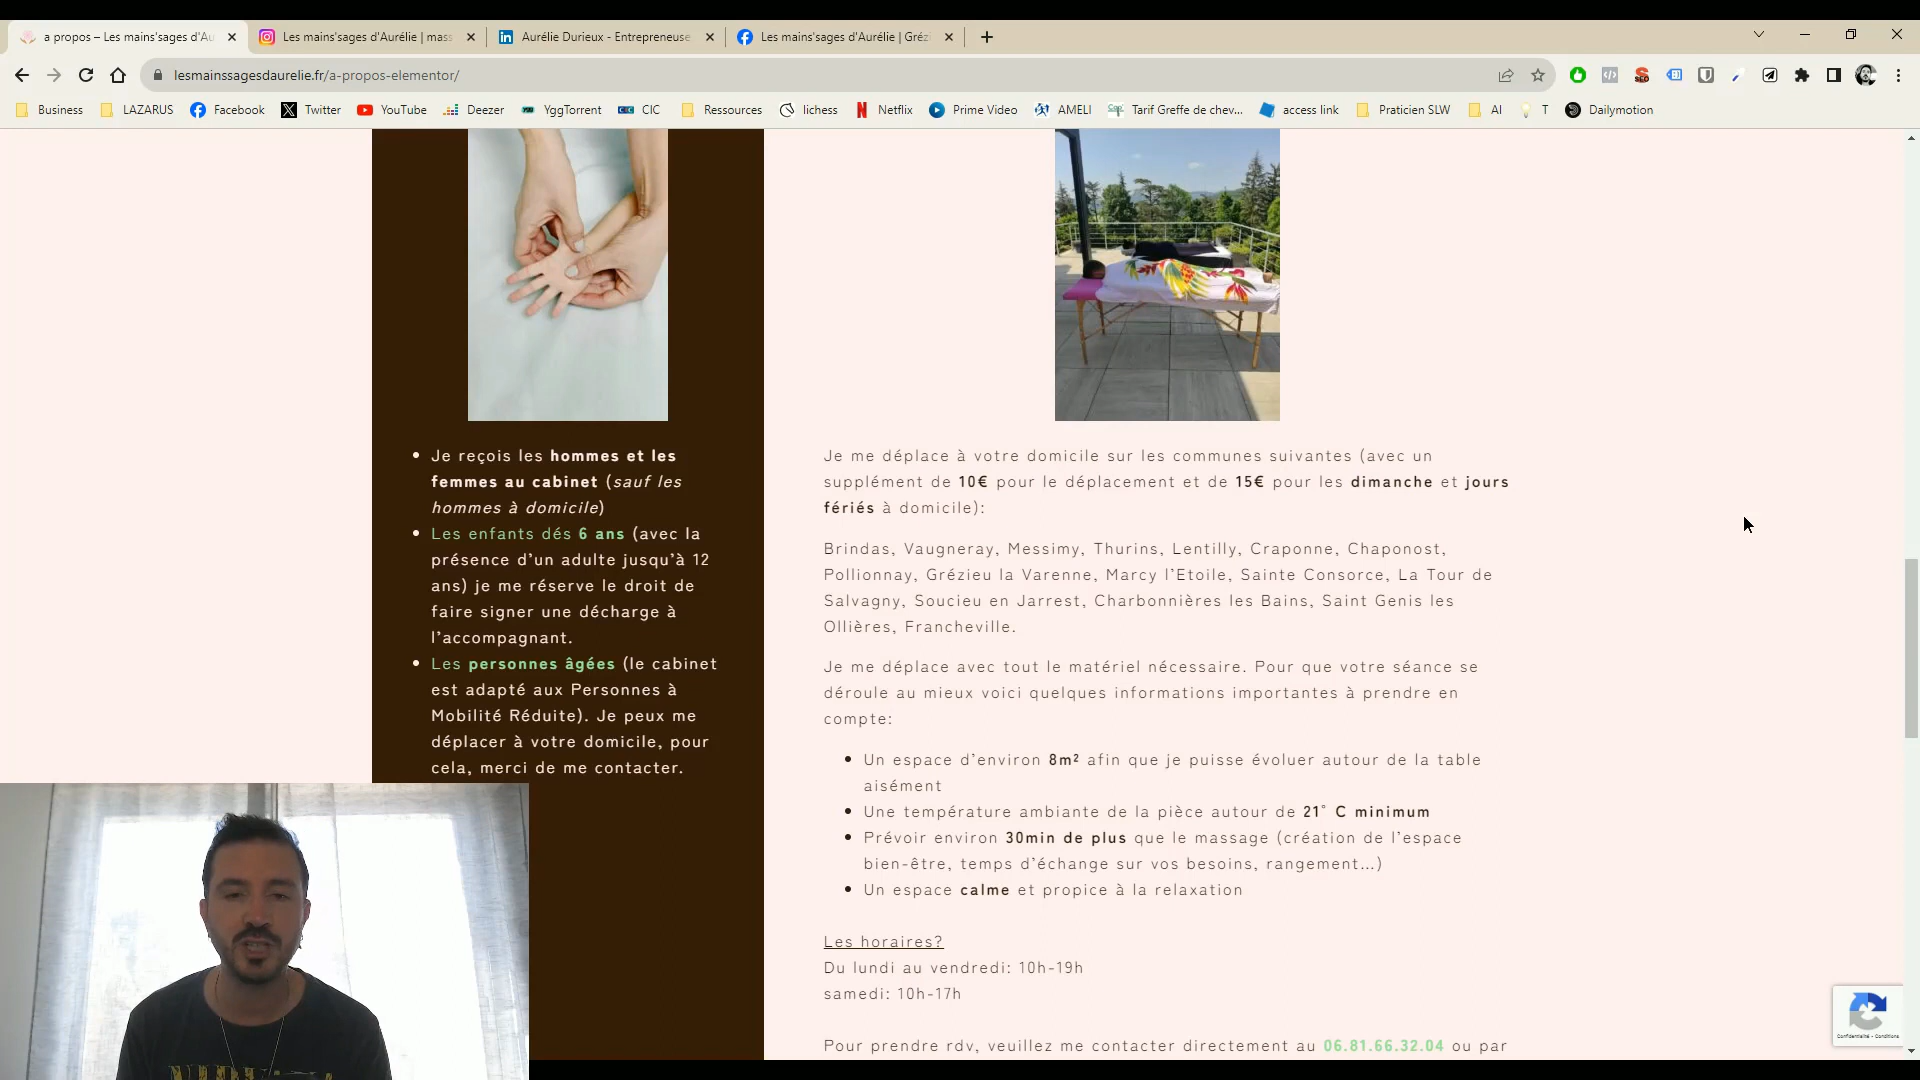 a propos – Les mains'sages d'Au
Les mains'sages d'Aurélie | mass
Aurélie Durieux - Entrepreneuse
Les mains'sages d'Aurélie | Gréz
lesmainssagesdaurelie.fr/a-propos-elementor/
Business LAZARUS Facebook Twitter YouTube Deezer YggTorrent CIC Ressources lichess Netflix Prime Video AMELI Tarif Greffe de chev... access link Praticien SLW AI T Dailymotion
Je reçois les hommes et les
femmes au cabinet (sauf les
hommes à domicile)
Les enfants dés 6 ans (avec la
présence d'un adulte jusqu'à 12
ans) je me réserve le droit de
faire signer une décharge à
l'accompagnant.
Les personnes âgées (le cabinet
est adapté aux Personnes à
Mobilité Réduite). Je peux me
déplacer à votre domicile, pour
cela, merci de me contacter.
Je me déplace à votre domicile sur les communes suivantes (avec un
supplément de 10€ pour le déplacement et de 15€ pour les dimanche et jours
fériés à domicile):
Brindas, Vaugneray, Messimy, Thurins, Lentilly, Craponne, Chaponost,
Pollionnay, Grézieu la Varenne, Marcy l'Etoile, Sainte Consorce, La Tour de
Salvagny, Soucieu en Jarrest, Charbonnières les Bains, Saint Genis les
Ollières, Francheville.
Je me déplace avec tout le matériel nécessaire. Pour que votre séance se
déroule au mieux voici quelques informations importantes à prendre en
compte:
Un espace d'environ 8m² afin que je puisse évoluer autour de la table
aisément
Une température ambiante de la pièce autour de 21° C minimum
Prévoir environ 30min de plus que le massage (création de l'espace
bien-être, temps d'échange sur vos besoins, rangement…)
Un espace calme et propice à la relaxation
Les horaires?
Du lundi au vendredi: 10h-19h
samedi: 10h-17h
Pour prendre rdv, veuillez me contacter directement au 06.81.66.32.04 ou par
Confidentialité - Conditions